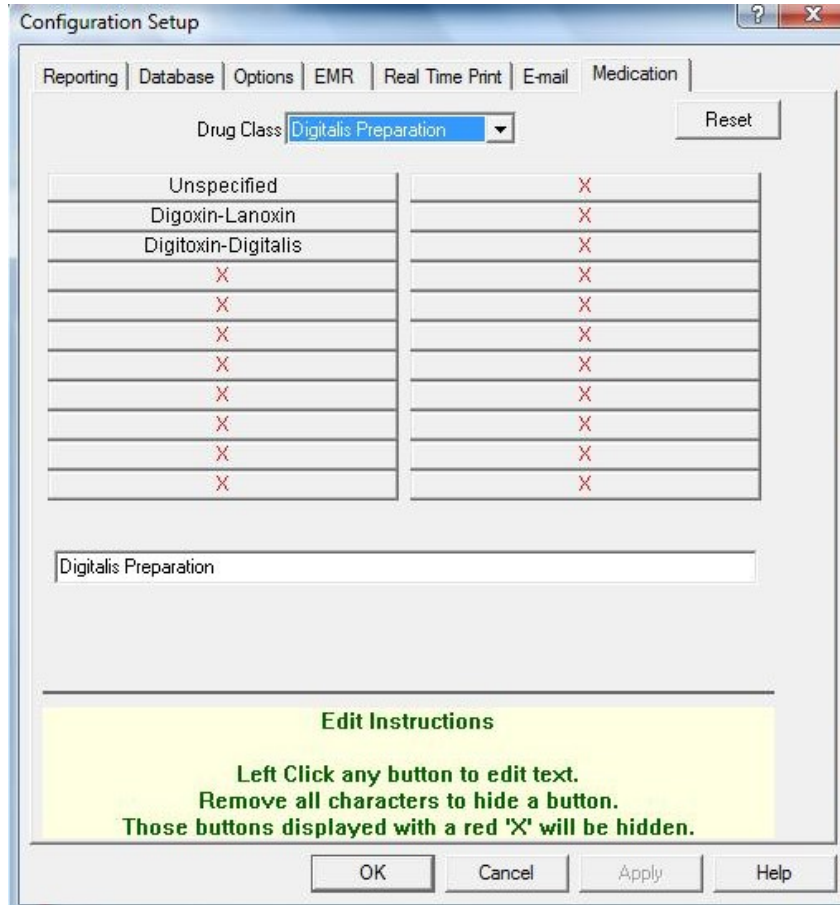 Configuration Setup ? X
Reporting Database Options EMR Real Time Print E-mail Medication
Drug Class Digitalis Preparation Reset
Unspecified X
Digoxin-Lanoxin X
Digitoxin-Digitalis X
X X
X X
X X
X X
X X
X X
X X
X X
Digitalis Preparation
Edit Instructions
Left Click any button to edit text.
Remove all characters to hide a button.
Those buttons displayed with a red 'X' will be hidden.
OK Cancel Apply Help